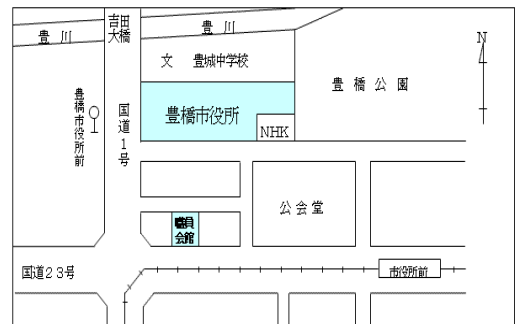 吉田
大橋
豊川
豊川
N
文 豊城中学校
豊橋公園
豊橋市役所前
国道1号
豊橋市役所
NHK
公会堂
職員
会館
国道23号
市役所前